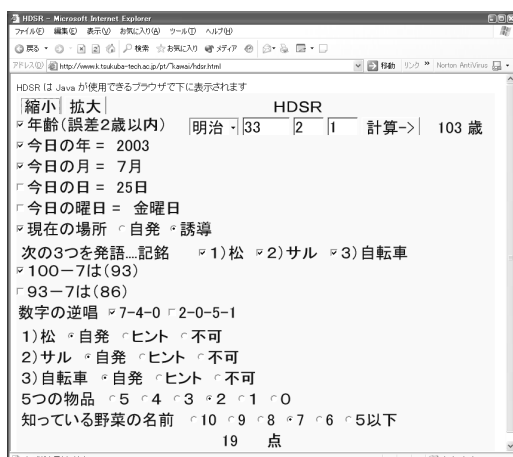 HDSR - Microsoft Internet Explorer
ファイル(F) 編集(E) 表示(V) お気に入り(A) ツール(T) ヘルプ(H)
戻る 検索 お気に入り メディア
アドレス(D) http://www.k.tsukuba-tech.ac.jp/pt/~kawai/hdsr.html 移動 リンク » Norton AntiVirus
HDSR は Java が使用できるブラウザで下に表示されます
縮小 拡大 HDSR
年齢(誤差2歳以内) 明治 33 2 1 計算-> 103 歳
今日の年 = 2003
今日の月 = 7月
今日の日 = 25日
今日の曜日 = 金曜日
現在の場所 自発 誘導
次の3つを発語....記銘 1)松 2)サル 3)自転車
100-7は(93)
93-7は(86)
数字の逆唱 7-4-0 2-0-5-1
1)松 自発 ヒント 不可
2)サル 自発 ヒント 不可
3)自転車 自発 ヒント 不可
5つの物品 5 4 3 2 1 0
知っている野菜の名前 10 9 8 7 6 5以下
19 点